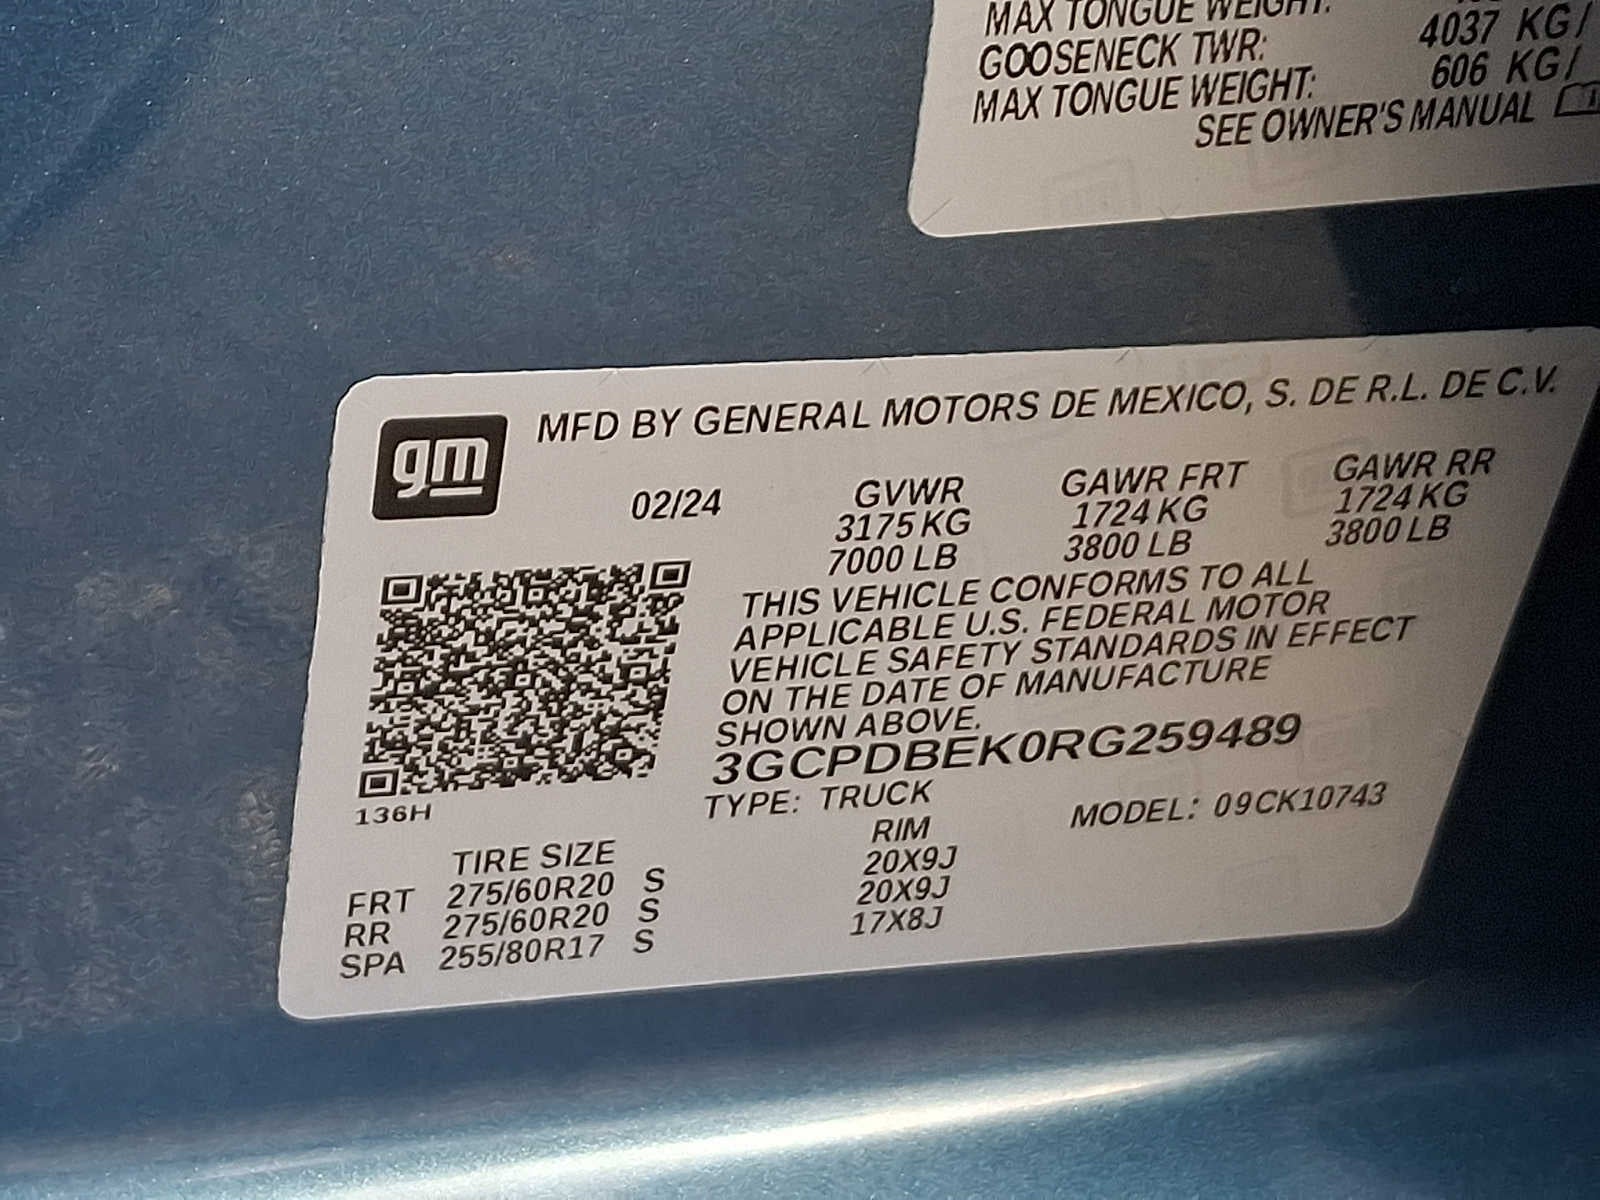 MAX TONGUE WEIGHT:
GOOSENECK TWR: 4037 KG/
MAX TONGUE WEIGHT: 606 KG/
SEE OWNER'S MANUAL
gm MFD BY GENERAL MOTORS DE MEXICO, S. DE R.L. DE C.V.
02/24 GVWR GAWR FRT GAWR RR
3175 KG 1724 KG 1724 KG
7000 LB 3800 LB 3800 LB
THIS VEHICLE CONFORMS TO ALL
APPLICABLE U.S. FEDERAL MOTOR
VEHICLE SAFETY STANDARDS IN EFFECT
ON THE DATE OF MANUFACTURE
SHOWN ABOVE.
3GCPDBEK0RG259489
136H
TYPE: TRUCK MODEL: 09CK10743
TIRE SIZE RIM
FRT 275/60R20 S 20X9J
RR 275/60R20 S 20X9J
SPA 255/80R17 S 17X8J